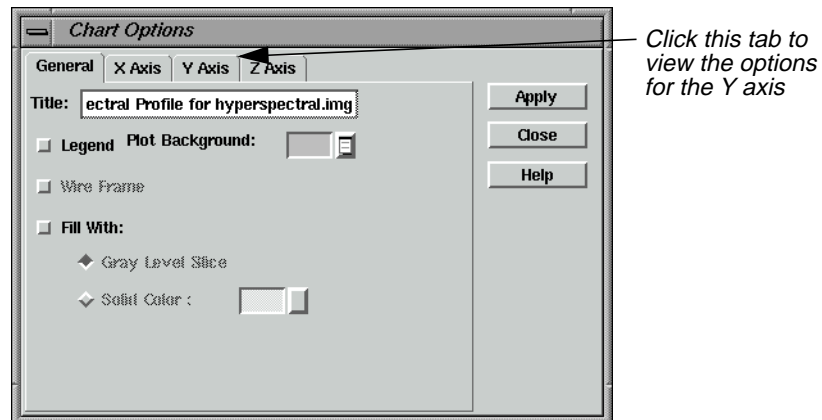 Chart Options
General X Axis Y Axis Z Axis
Title: ectral Profile for hyperspectral.img
Legend Plot Background:
Wire Frame
Fill With:
Gray Level Slice
Solid Color :
Apply
Close
Help
Click this tab to
view the options
for the Y axis